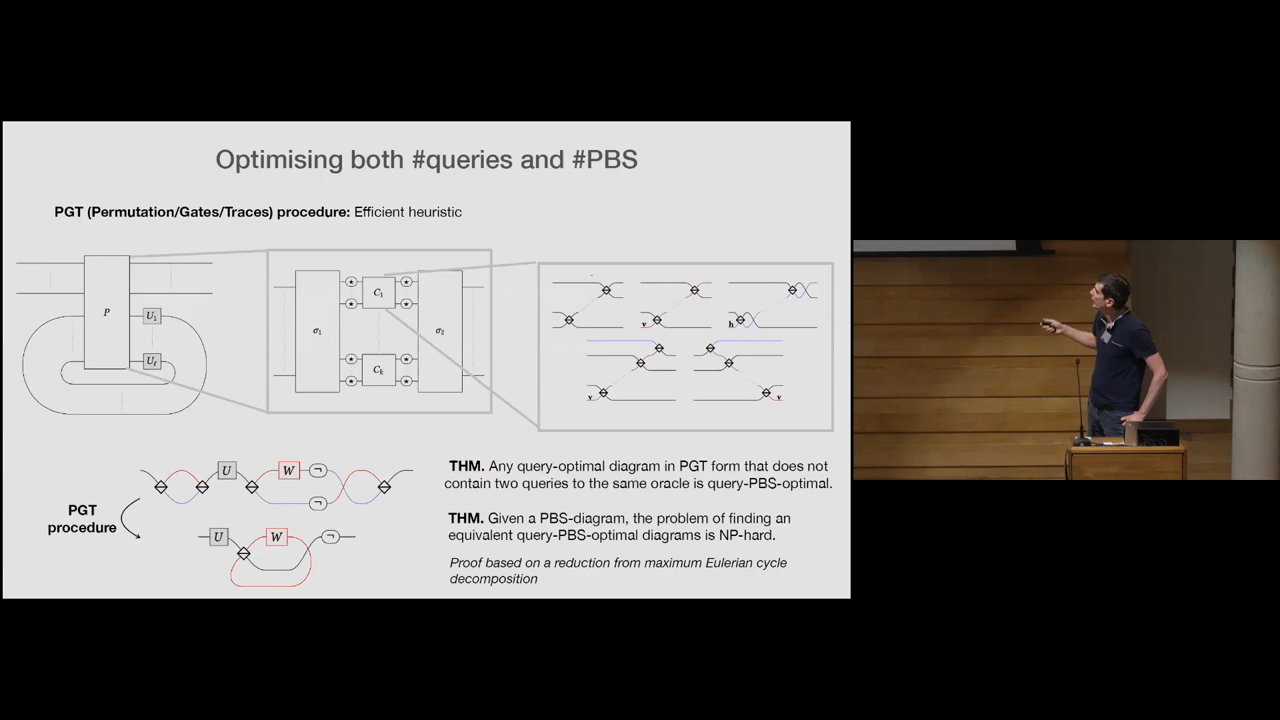 Optimising both #queries and #PBS
PGT (Permutation/Gates/Traces) procedure: Efficient heuristic
P
U₁
Uℓ
σ₁
C₁
Cₖ
σ₂
v
h
v
v
U
W
¬
¬
PGT
procedure
U
W
¬
THM. Any query-optimal diagram in PGT form that does not
contain two queries to the same oracle is query-PBS-optimal.
THM. Given a PBS-diagram, the problem of finding an
equivalent query-PBS-optimal diagrams is NP-hard.
Proof based on a reduction from maximum Eulerian cycle
decomposition